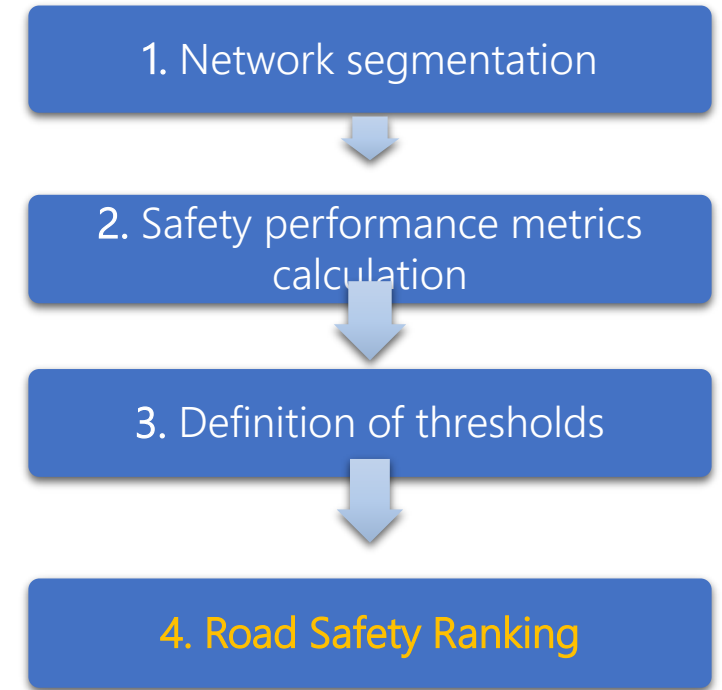 1. Network segmentation
2. Safety performance metrics
calculation
3. Definition of thresholds
4. Road Safety Ranking